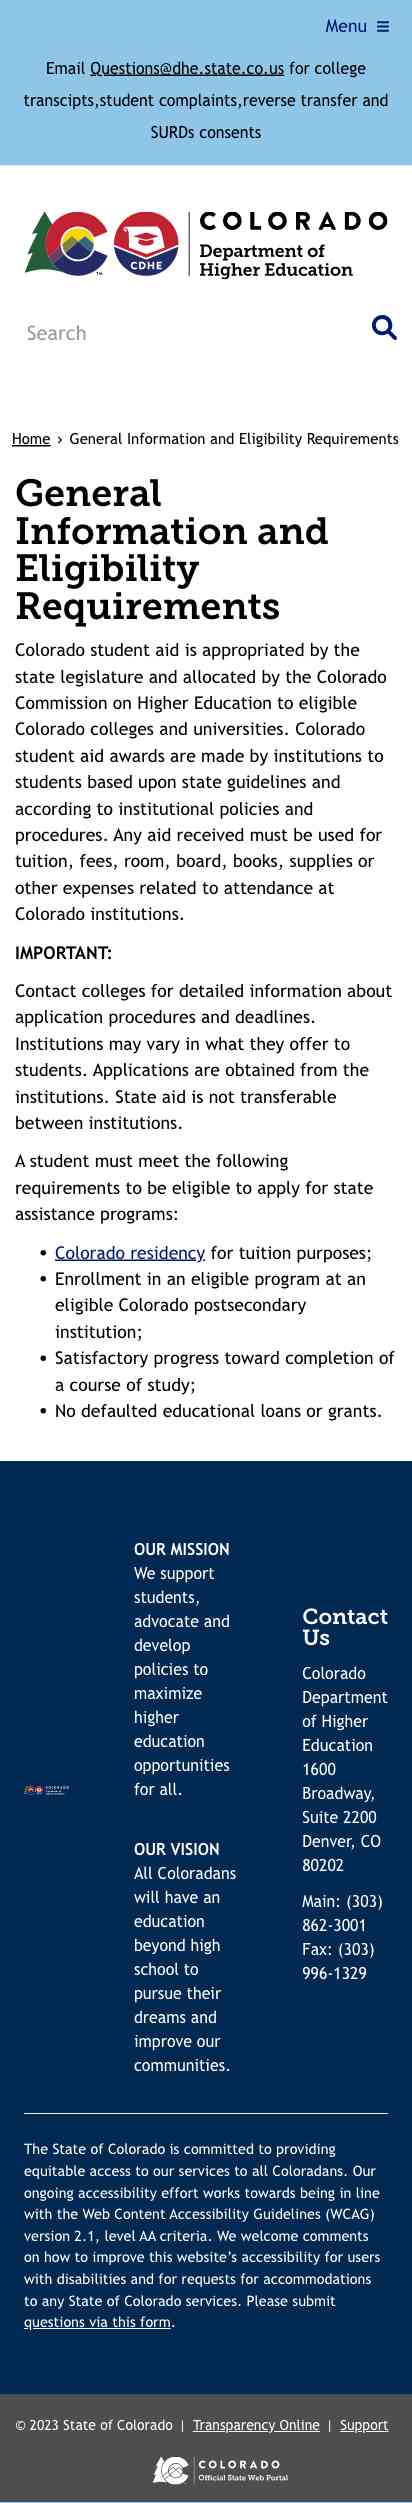 Menu
Email Questions@dhe.state.co.us for college
transcipts,student complaints,reverse transfer and
SURDs consents
CDHE
TM
COLORADO
Department of
Higher Education
Search
Home › General Information and Eligibility Requirements
General
Information and
Eligibility
Requirements
Colorado student aid is appropriated by the
state legislature and allocated by the Colorado
Commission on Higher Education to eligible
Colorado colleges and universities. Colorado
student aid awards are made by institutions to
students based upon state guidelines and
according to institutional policies and
procedures. Any aid received must be used for
tuition, fees, room, board, books, supplies or
other expenses related to attendance at
Colorado institutions.
IMPORTANT:
Contact colleges for detailed information about
application procedures and deadlines.
Institutions may vary in what they offer to
students. Applications are obtained from the
institutions. State aid is not transferable
between institutions.
A student must meet the following
requirements to be eligible to apply for state
assistance programs:
• Colorado residency for tuition purposes;
• Enrollment in an eligible program at an
eligible Colorado postsecondary
institution;
• Satisfactory progress toward completion of
a course of study;
• No defaulted educational loans or grants.
OUR MISSION
We support
students,
advocate and
develop
policies to
maximize
higher
education
opportunities
for all.
OUR VISION
All Coloradans
will have an
education
beyond high
school to
pursue their
dreams and
improve our
communities.
Contact
Us
Colorado
Department
of Higher
Education
1600
Broadway,
Suite 2200
Denver, CO
80202
Main: (303)
862-3001
Fax: (303)
996-1329
The State of Colorado is committed to providing
equitable access to our services to all Coloradans. Our
ongoing accessibility effort works towards being in line
with the Web Content Accessibility Guidelines (WCAG)
version 2.1, level AA criteria. We welcome comments
on how to improve this website’s accessibility for users
with disabilities and for requests for accommodations
to any State of Colorado services. Please submit
questions via this form.
© 2023 State of Colorado | Transparency Online | Support
COLORADO
Official State Web Portal